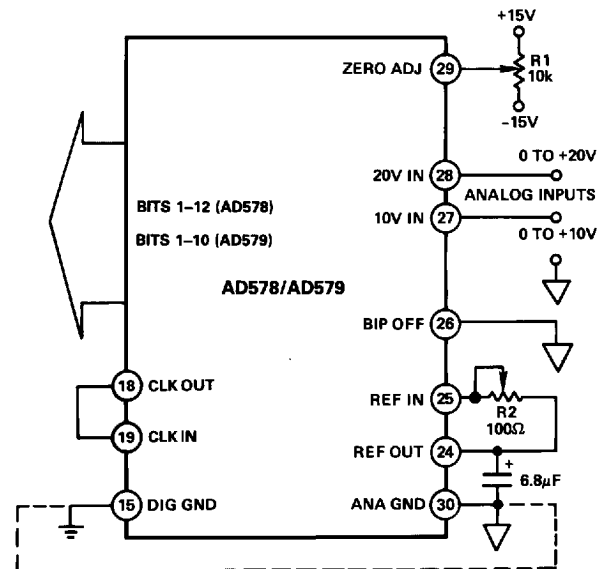 +15V
ZERO ADJ 29
R1
10k
−15V
0 TO +20V
20V IN 28
ANALOG INPUTS
BITS 1–12 (AD578)
10V IN 27
0 TO +10V
BITS 1–10 (AD579)
AD578/AD579
BIP OFF 26
18 CLK OUT
REF IN 25
R2
100Ω
19 CLK IN
REF OUT 24
+
6.8μF
15 DIG GND
ANA GND 30